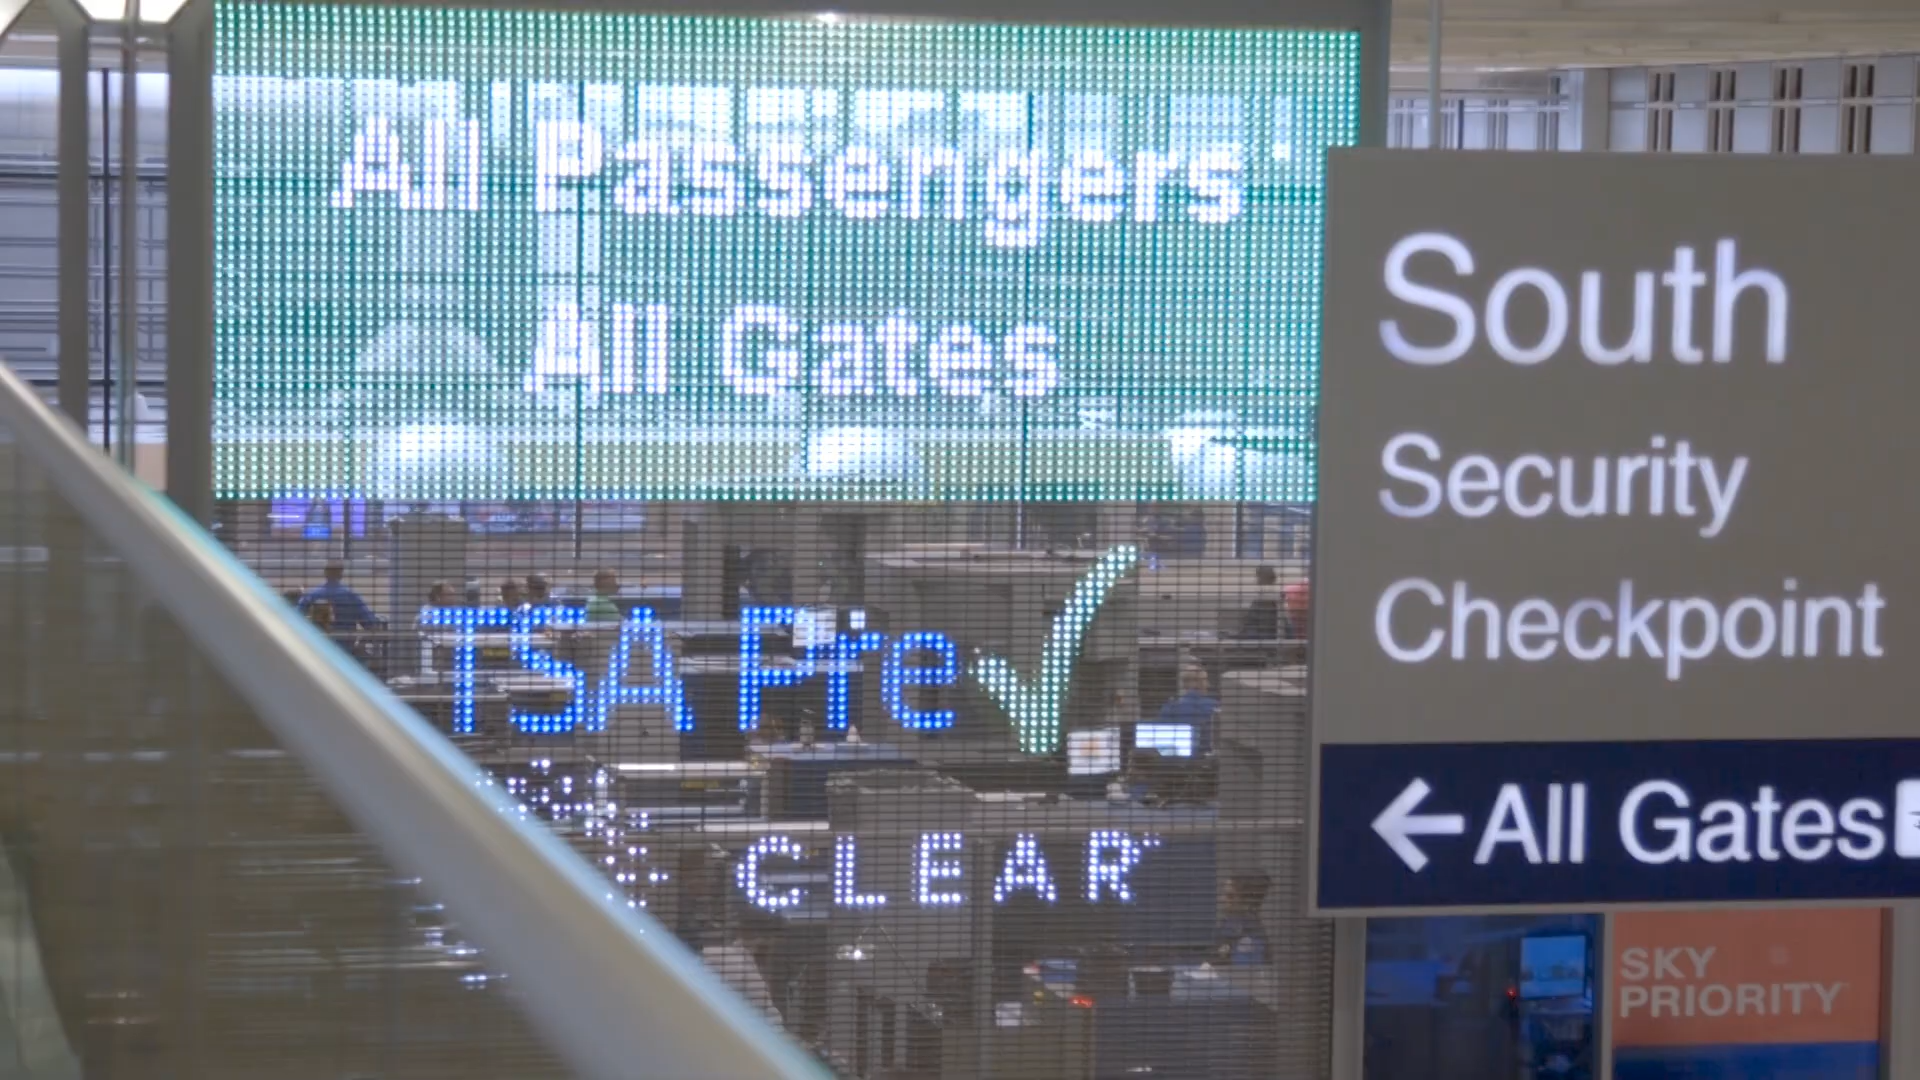 All Passengers
All Gates
TSA Pre✓
CLEAR
South
Security
Checkpoint
← All Gates
SKY
PRIORITY